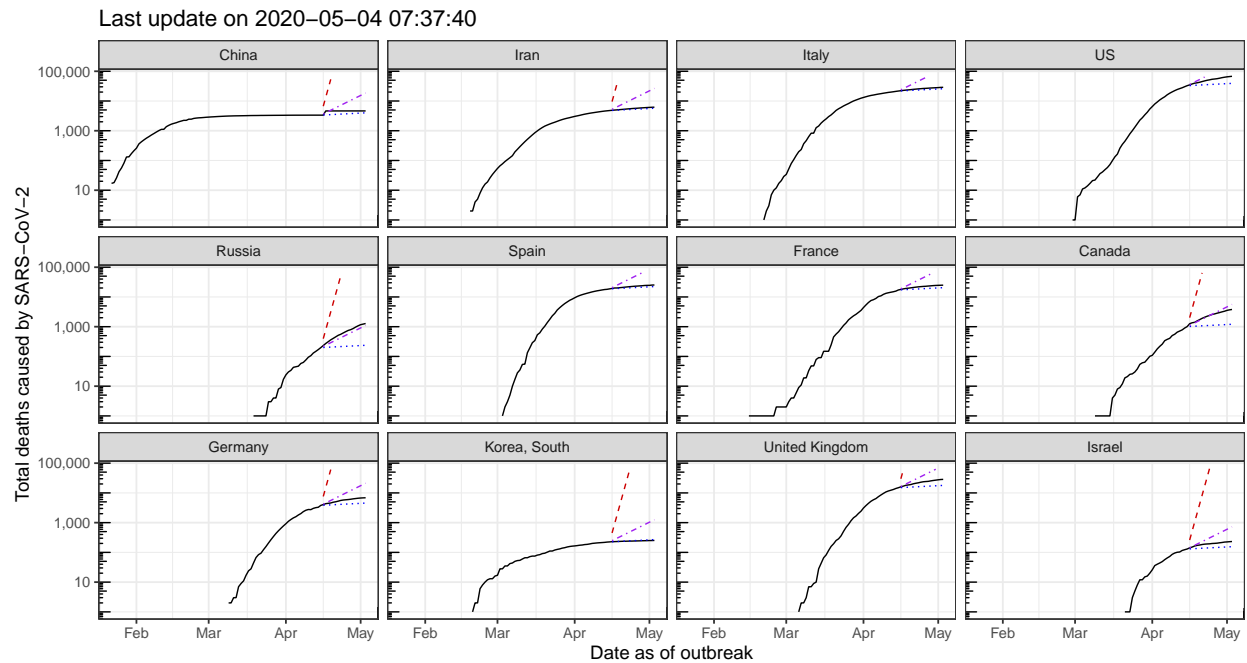 Last update on 2020−05−04 07:37:40
China
Iran
Italy
US
100,000
1,000
10
Russia
Spain
France
Canada
100,000
1,000
10
Germany
Korea, South
United Kingdom
Israel
100,000
1,000
10
Feb Mar Apr May
Feb Mar Apr May
Feb Mar Apr May
Feb Mar Apr May
Date as of outbreak
Total deaths caused by SARS−CoV−2